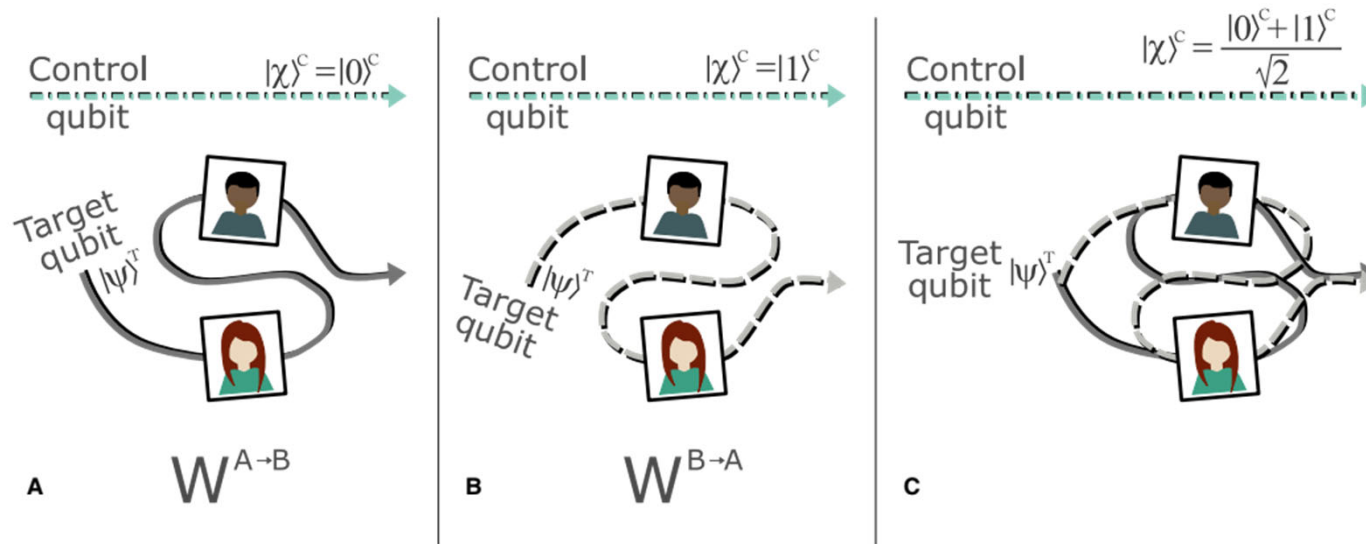 Control
qubit
|χ⟩ᶜ=|0⟩ᶜ
Target
qubit
|ψ⟩ᵀ
W A→B
A
Control
qubit
|χ⟩ᶜ=|1⟩ᶜ
|ψ⟩ᵀ
Target
qubit
W B→A
B
Control
qubit
|χ⟩ᶜ = |0⟩ᶜ+|1⟩ᶜ
√2
Target
qubit |ψ⟩ᵀ
C